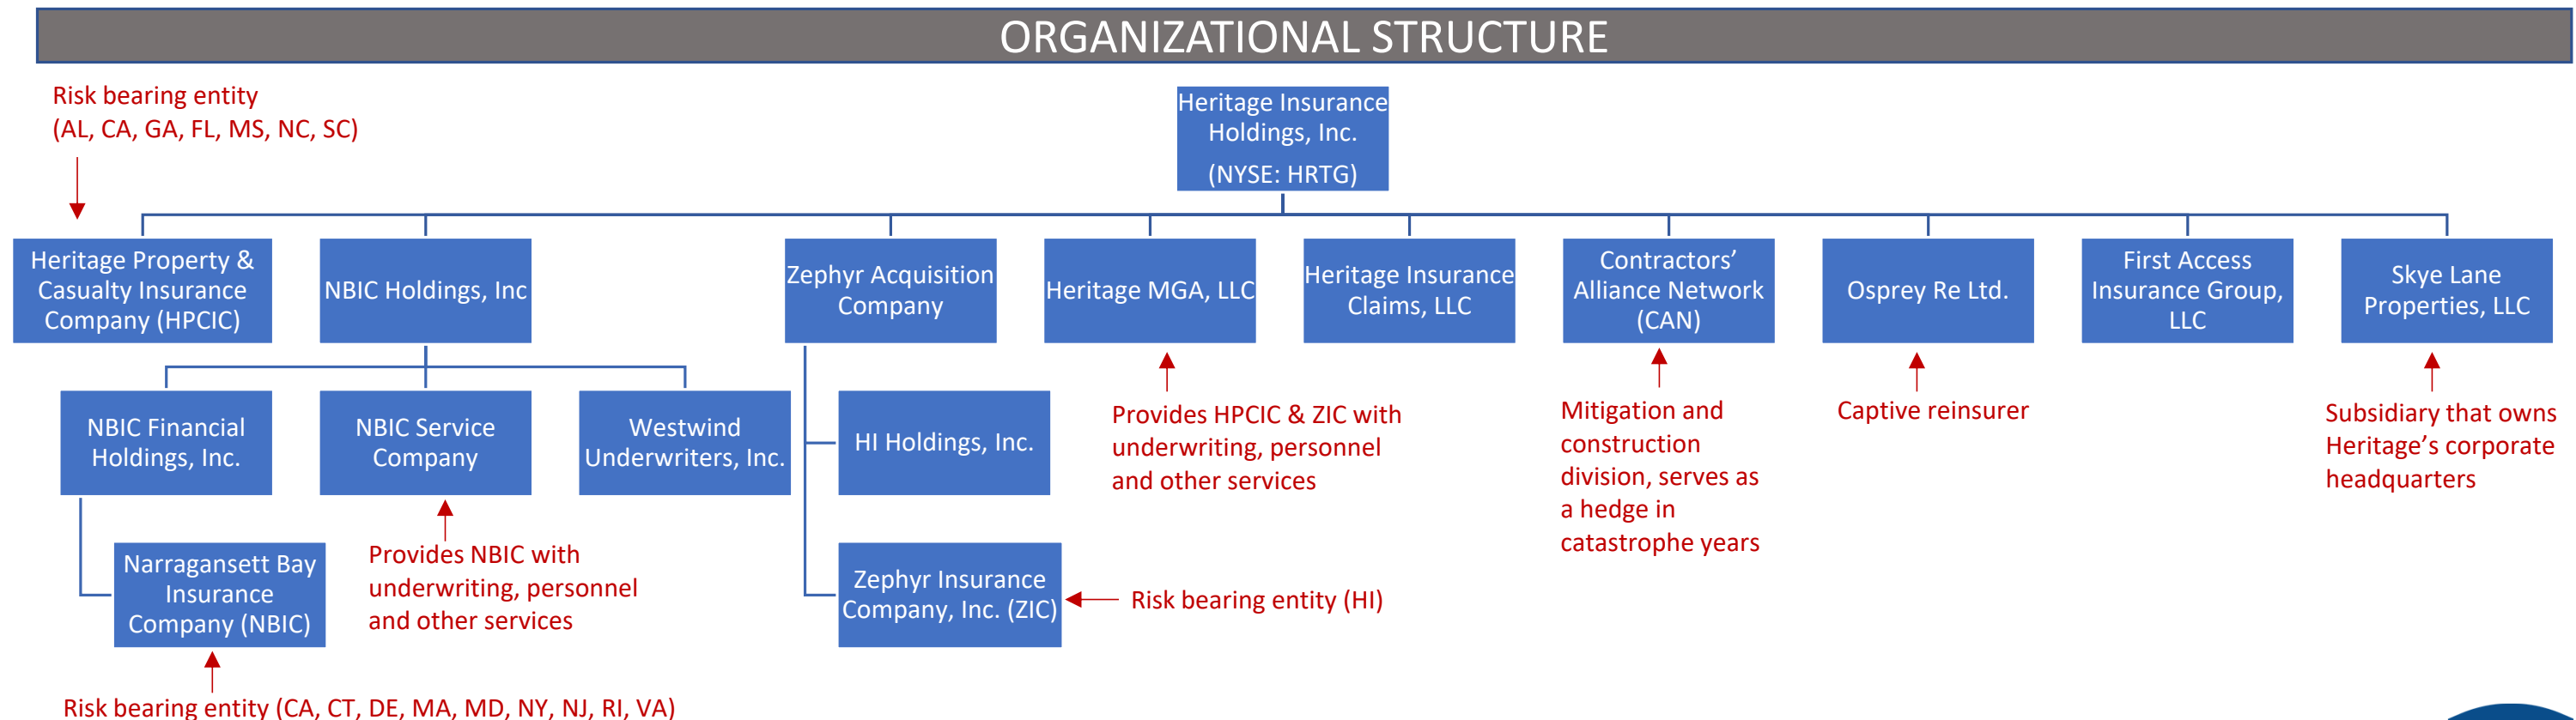 ORGANIZATIONAL STRUCTURE
Risk bearing entity
(AL, CA, GA, FL, MS, NC, SC)
Heritage Insurance
Holdings, Inc.
(NYSE: HRTG)
Heritage Property &
Casualty Insurance
Company (HPCIC)
NBIC Holdings, Inc
Zephyr Acquisition
Company
Heritage MGA, LLC
Heritage Insurance
Claims, LLC
Contractors’
Alliance Network
(CAN)
Osprey Re Ltd.
First Access
Insurance Group,
LLC
Skye Lane
Properties, LLC
NBIC Financial
Holdings, Inc.
NBIC Service
Company
Westwind
Underwriters, Inc.
HI Holdings, Inc.
Provides HPCIC & ZIC with
underwriting, personnel
and other services
Mitigation and
construction
division, serves as
a hedge in
catastrophe years
Captive reinsurer
Subsidiary that owns
Heritage’s corporate
headquarters
Narragansett Bay
Insurance
Company (NBIC)
Provides NBIC with
underwriting, personnel
and other services
Zephyr Insurance
Company, Inc. (ZIC)
Risk bearing entity (HI)
Risk bearing entity (CA, CT, DE, MA, MD, NY, NJ, RI, VA)